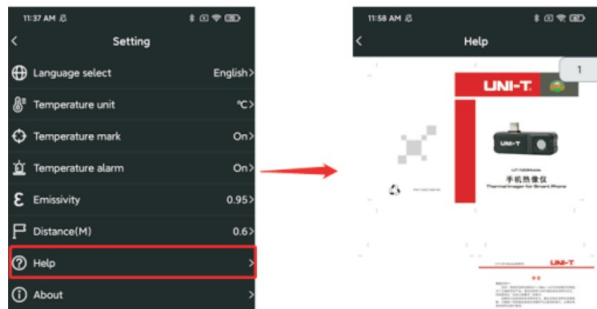 11:37 AM
Setting
Language select English
Temperature unit °C
Temperature mark On
Temperature alarm On
Emissivity 0.95
Distance(M) 0.6
Help
About
11:58 AM
Help
1
UNI-T
UNI-T
手机热像仪
Thermal Imager for Smart Phone
UNI-T